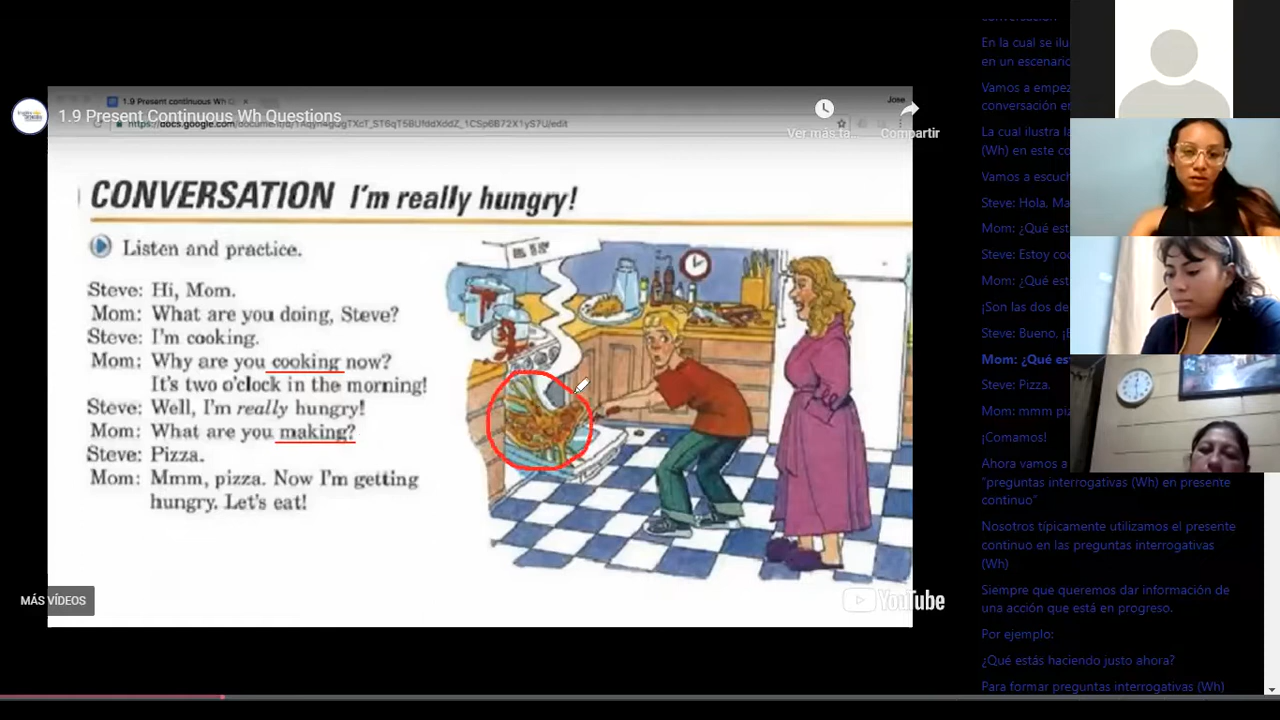 1.9 Present continuous Wh Q
Jose
1.9 Present Continuous Wh Questions
Ver más ta...
Compartir
CONVERSATION I'm really hungry!
Listen and practice.
Steve: Hi, Mom.
Mom: What are you doing, Steve?
Steve: I'm cooking.
Mom: Why are you cooking now?
It's two o'clock in the morning!
Steve: Well, I'm really hungry!
Mom: What are you making?
Steve: Pizza.
Mom: Mmm, pizza. Now I'm getting
hungry. Let's eat!
MÁS VÍDEOS
YouTube
conversación
En la cual se ilu
en un escenario
Vamos a empez
conversación en
La cual ilustra la
(Wh) en este co
Vamos a escuch
Steve: Hola, Ma
Mom: ¿Qué est
Steve: Estoy coc
Mom: ¿Qué est
¡Son las dos de
Steve: Bueno, ¡
Mom: ¿Qué es
Steve: Pizza.
Mom: mmm piz
¡Comamos!
Ahora vamos a
"preguntas interrogativas (Wh) en presente
continuo"
Nosotros típicamente utilizamos el presente
continuo en las preguntas interrogativas
(Wh)
Siempre que queremos dar información de
una acción que está en progreso.
Por ejemplo:
¿Qué estás haciendo justo ahora?
Para formar preguntas interrogativas (Wh)